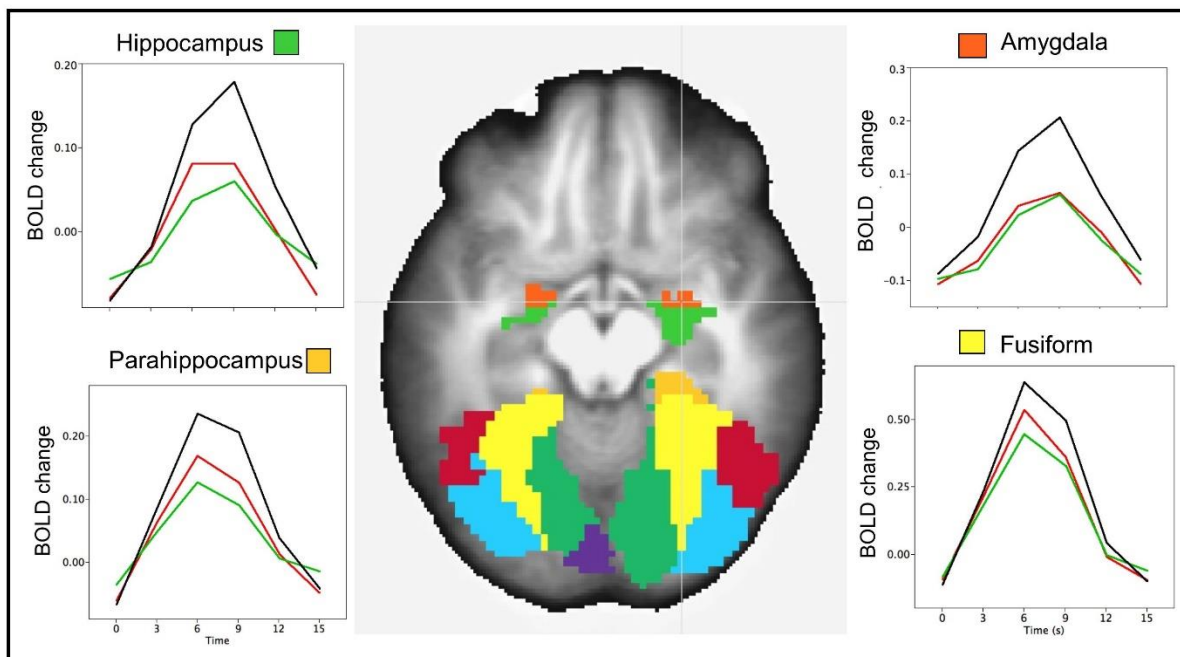 Hippocampus
BOLD change
0.20
0.10
0.00
Amygdala
BOLD change
0.3
0.2
0.1
0
-0.1
Parahippocampus
BOLD change
0.20
0.10
0.00
0 3 6 9 12 15
Time
Fusiform
BOLD change
0.50
0.25
0.00
0 3 6 9 12 15
Time (s)